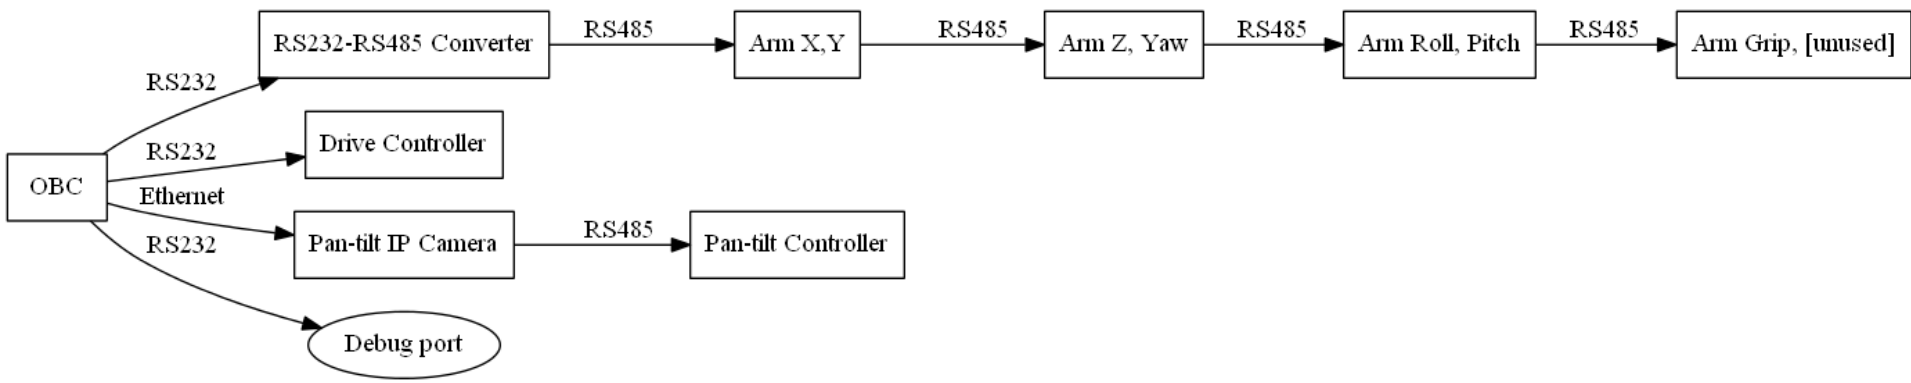 RS232-RS485 Converter
RS485
Arm X,Y
RS485
Arm Z, Yaw
RS485
Arm Roll, Pitch
RS485
Arm Grip, [unused]
RS232
Drive Controller
RS232
OBC
Ethernet
Pan-tilt IP Camera
RS485
Pan-tilt Controller
RS232
Debug port